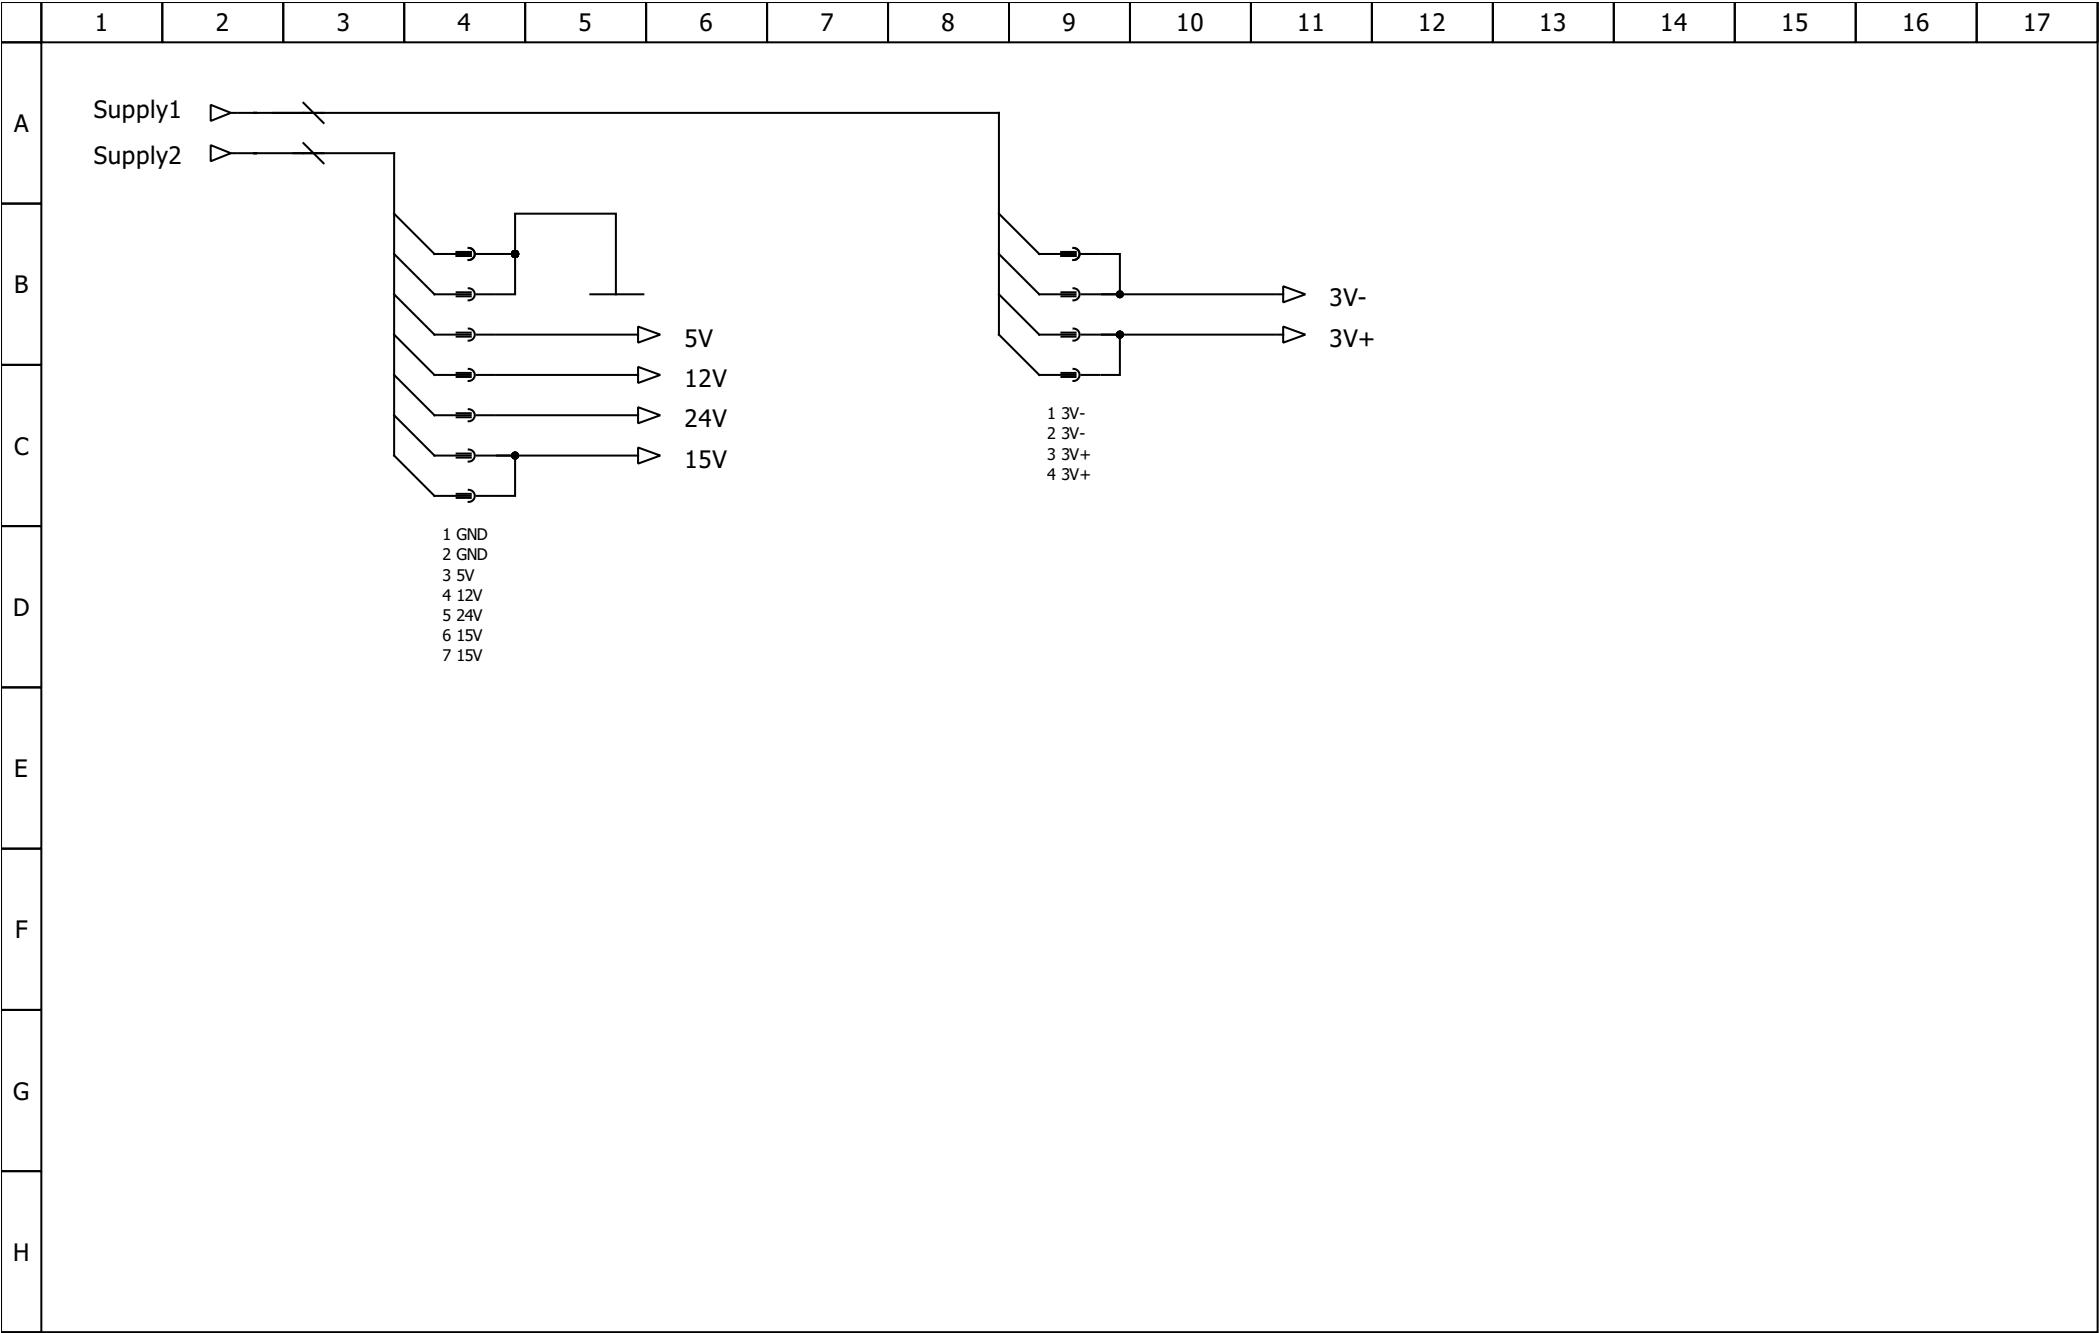 1 2 3 4 5 6 7 8 9 10 11 12 13 14 15 16 17
A
Supply1
Supply2
B
3V-
5V
3V+
12V
24V
C
15V
1 3V-
2 3V-
3 3V+
4 3V+
1 GND
2 GND
3 5V
4 12V
5 24V
6 15V
7 15V
D
E
F
G
H